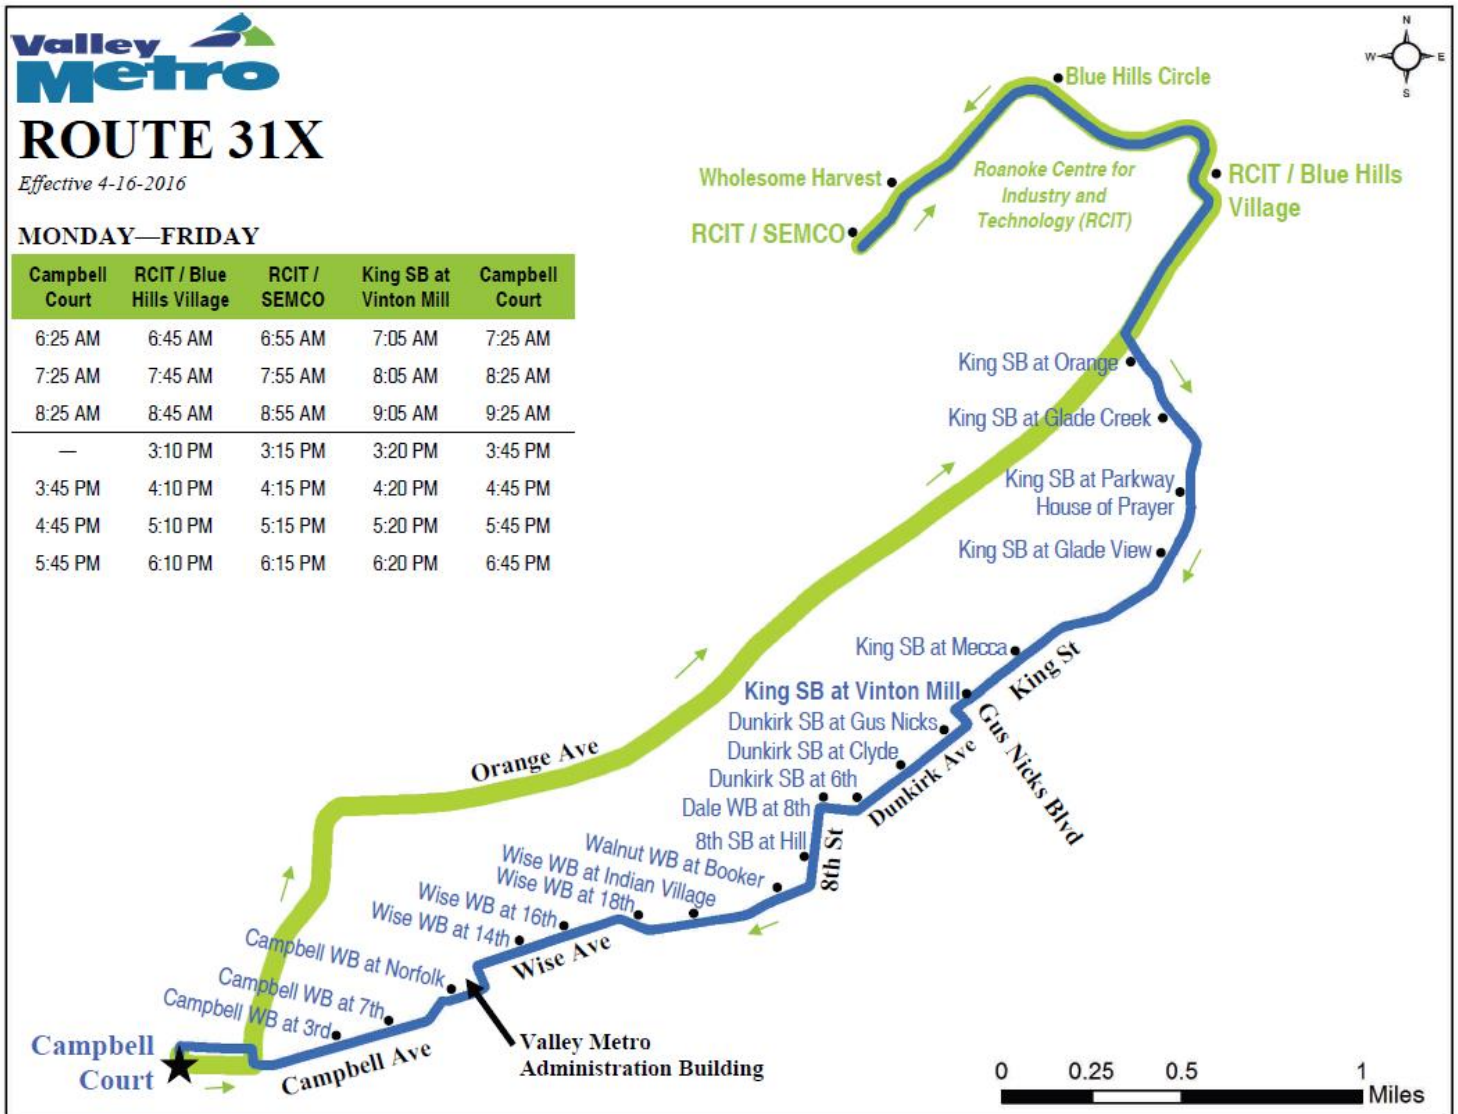 Valley
Metro
ROUTE 31X
Effective 4-16-2016
MONDAY—FRIDAY
Campbell Court RCIT / Blue Hills Village RCIT / SEMCO King SB at Vinton Mill Campbell Court
6:25 AM 6:45 AM 6:55 AM 7:05 AM 7:25 AM
7:25 AM 7:45 AM 7:55 AM 8:05 AM 8:25 AM
8:25 AM 8:45 AM 8:55 AM 9:05 AM 9:25 AM
— 3:10 PM 3:15 PM 3:20 PM 3:45 PM
3:45 PM 4:10 PM 4:15 PM 4:20 PM 4:45 PM
4:45 PM 5:10 PM 5:15 PM 5:20 PM 5:45 PM
5:45 PM 6:10 PM 6:15 PM 6:20 PM 6:45 PM
N
W E
S
Blue Hills Circle
Wholesome Harvest
RCIT / SEMCO
Roanoke Centre for
Industry and
Technology (RCIT)
RCIT / Blue Hills
Village
King SB at Orange
King SB at Glade Creek
King SB at Parkway
House of Prayer
King SB at Glade View
King SB at Mecca
King St
King SB at Vinton Mill
Gus Nicks Blvd
Dunkirk SB at Gus Nicks
Dunkirk SB at Clyde
Dunkirk Ave
Dunkirk SB at 6th
Dale WB at 8th
8th SB at Hill
8th St
Orange Ave
Walnut WB at Booker
Wise WB at Indian Village
Wise WB at 18th
Wise WB at 16th
Wise WB at 14th
Wise Ave
Campbell WB at Norfolk
Campbell WB at 7th
Campbell WB at 3rd
Campbell Ave
Campbell
Court
Valley Metro
Administration Building
0 0.25 0.5 1
Miles